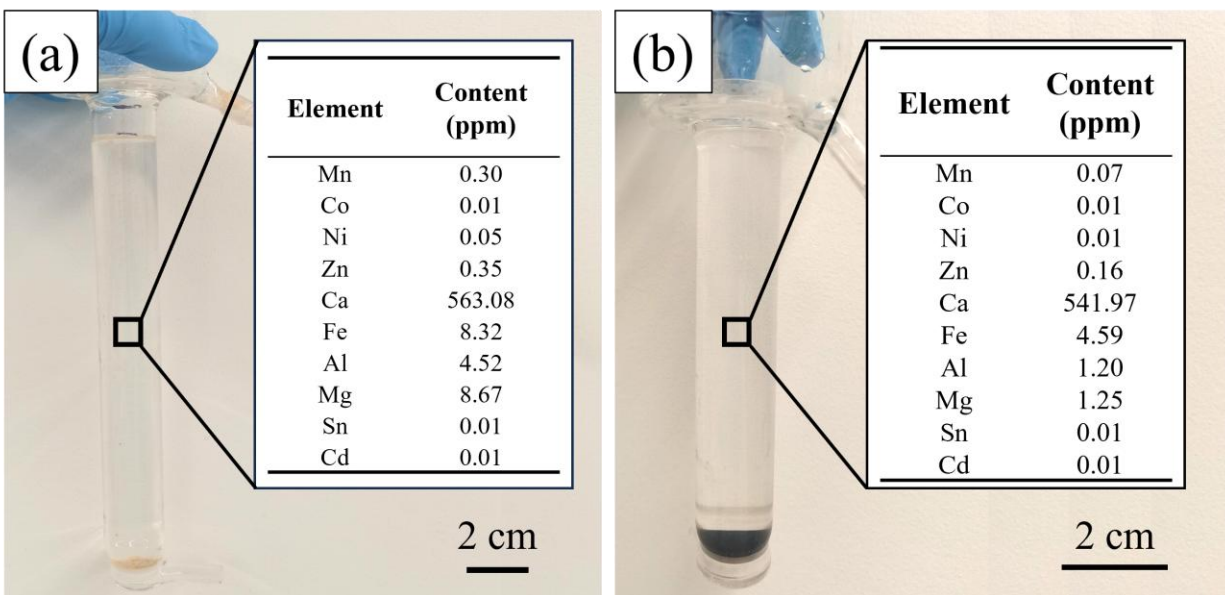 (a)
Element Content (ppm)
Mn 0.30
Co 0.01
Ni 0.05
Zn 0.35
Ca 563.08
Fe 8.32
Al 4.52
Mg 8.67
Sn 0.01
Cd 0.01
2 cm
(b)
Element Content (ppm)
Mn 0.07
Co 0.01
Ni 0.01
Zn 0.16
Ca 541.97
Fe 4.59
Al 1.20
Mg 1.25
Sn 0.01
Cd 0.01
2 cm